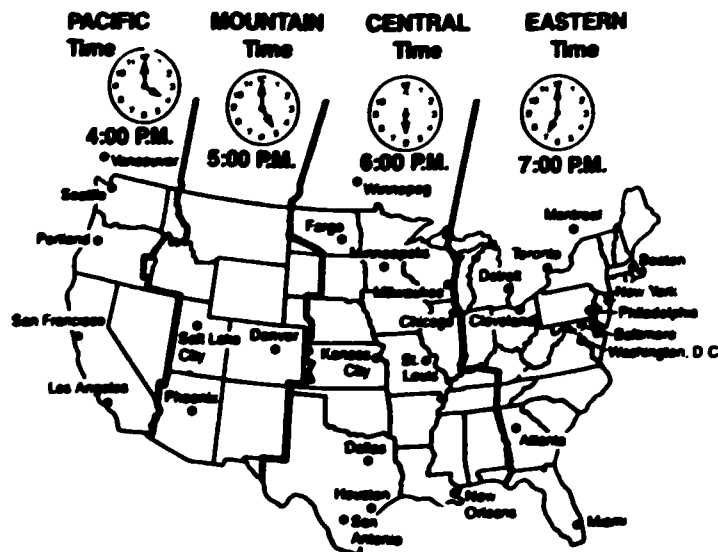 PACIFIC
Time
MOUNTAIN
Time
CENTRAL
Time
EASTERN
Time
4:00 P.M.
5:00 P.M.
6:00 P.M.
7:00 P.M.
Vancouver
Winnepeg
Seattle
Montreal
Fargo
Portland
Minneapolis
Toronto
Boston
Detroit
Milwaukee
New York
Philadelphia
San Francisco
Chicago
Cleveland
Baltimore
Salt Lake
City
Denver
Washington, D C
Kansas
City
St.
Louis
Los Angeles
Phoenix
Atlanta
Dallas
Houston
New
Orleans
San
Antonio
Miami